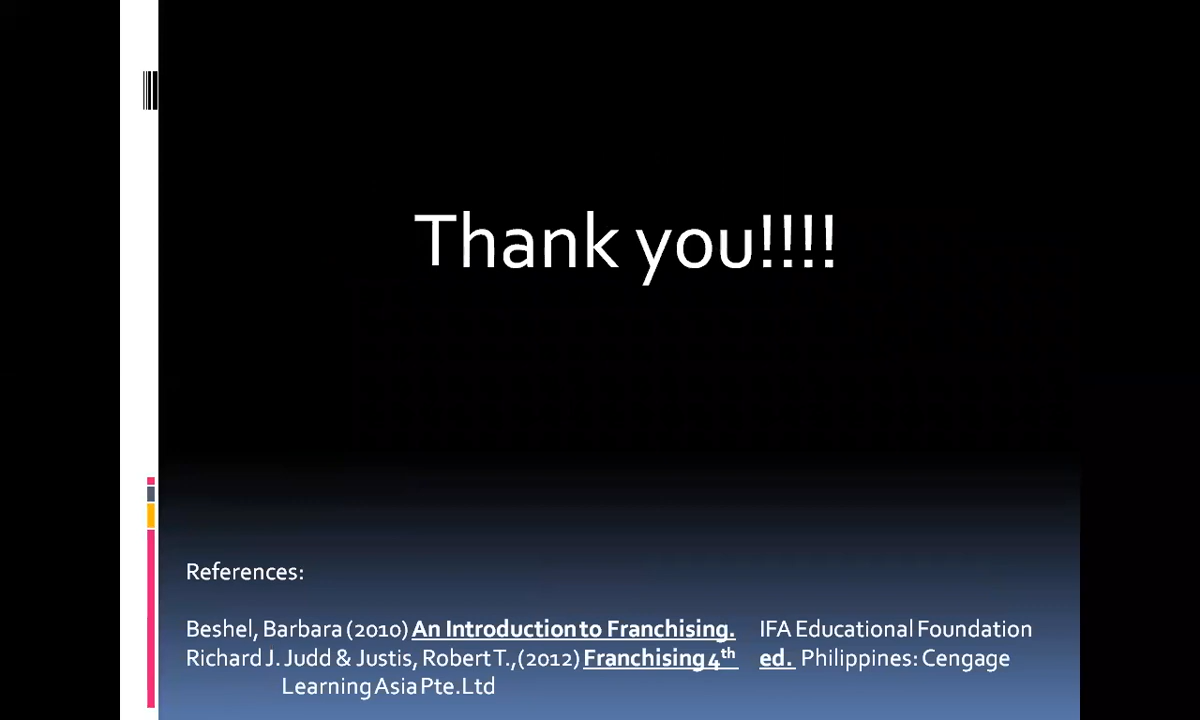 Thank you!!!!
References:
Beshel, Barbara (2010) An Introduction to Franchising. IFA Educational Foundation
Richard J. Judd & Justis, Robert T.,(2012) Franchising 4th ed. Philippines: Cengage
Learning Asia Pte.Ltd